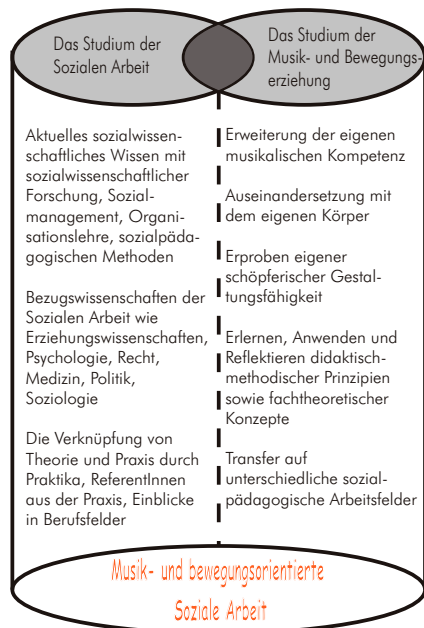 Das Studium der
Sozialen Arbeit
Das Studium der
Musik- und Bewegungs-
erziehung
Aktuelles sozialwissen-
schaftliches Wissen mit
sozialwissenschaftlicher
Forschung, Sozial-
management, Organi-
sationslehre, sozialpäda-
gogischen Methoden
Bezugswissenschaften der
Sozialen Arbeit wie
Erziehungswissenschaften,
Psychologie, Recht,
Medizin, Politik,
Soziologie
Die Verknüpfung von
Theorie und Praxis durch
Praktika, ReferentInnen
aus der Praxis, Einblicke
in Berufsfelder
Erweiterung der eigenen
musikalischen Kompetenz
Auseinandersetzung mit
dem eigenen Körper
Erproben eigener
schöpferischer Gestal-
tungsfähigkeit
Erlernen, Anwenden und
Reflektieren didaktisch-
methodischer Prinzipien
sowie fachtheoretischer
Konzepte
Transfer auf
unterschiedliche sozial-
pädagogische Arbeitsfelder
Musik- und bewegungsorientierte
Soziale Arbeit